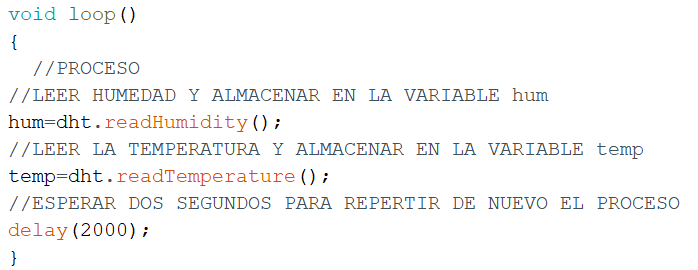 void loop()
{
//PROCESO
//LEER HUMEDAD Y ALMACENAR EN LA VARIABLE hum
hum=dht.readHumidity();
//LEER LA TEMPERATURA Y ALMACENAR EN LA VARIABLE temp
temp=dht.readTemperature();
//ESPERAR DOS SEGUNDOS PARA REPERTIR DE NUEVO EL PROCESO
delay(2000);
}